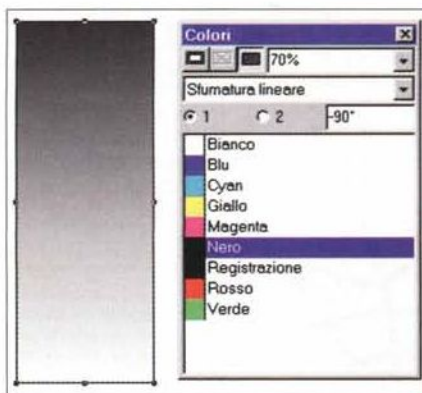 Colori
70%
Sfumatura lineare
1 2 -90°
Bianco
Blu
Cyan
Giallo
Magenta
Nero
Registrazione
Rosso
Verde